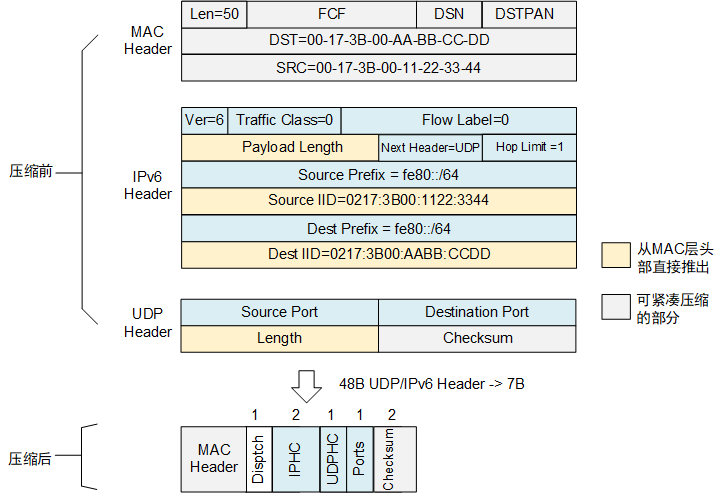 压缩前
MAC
Header
Len=50 FCF DSN DSTPAN
DST=00-17-3B-00-AA-BB-CC-DD
SRC=00-17-3B-00-11-22-33-44
IPv6
Header
Ver=6 Traffic Class=0 Flow Label=0
Payload Length Next Header=UDP Hop Limit =1
Source Prefix = fe80::/64
Source IID=0217:3B00:1122:3344
Dest Prefix = fe80::/64
Dest IID=0217:3B00:AABB:CCDD
从MAC层头
部直接推出
可紧凑压缩
的部分
UDP
Header
Source Port Destination Port
Length Checksum
48B UDP/IPv6 Header -> 7B
压缩后
1 2 1 1 2
MAC
Header
Disptch
IPHC
UDPHC
Ports
Checksum